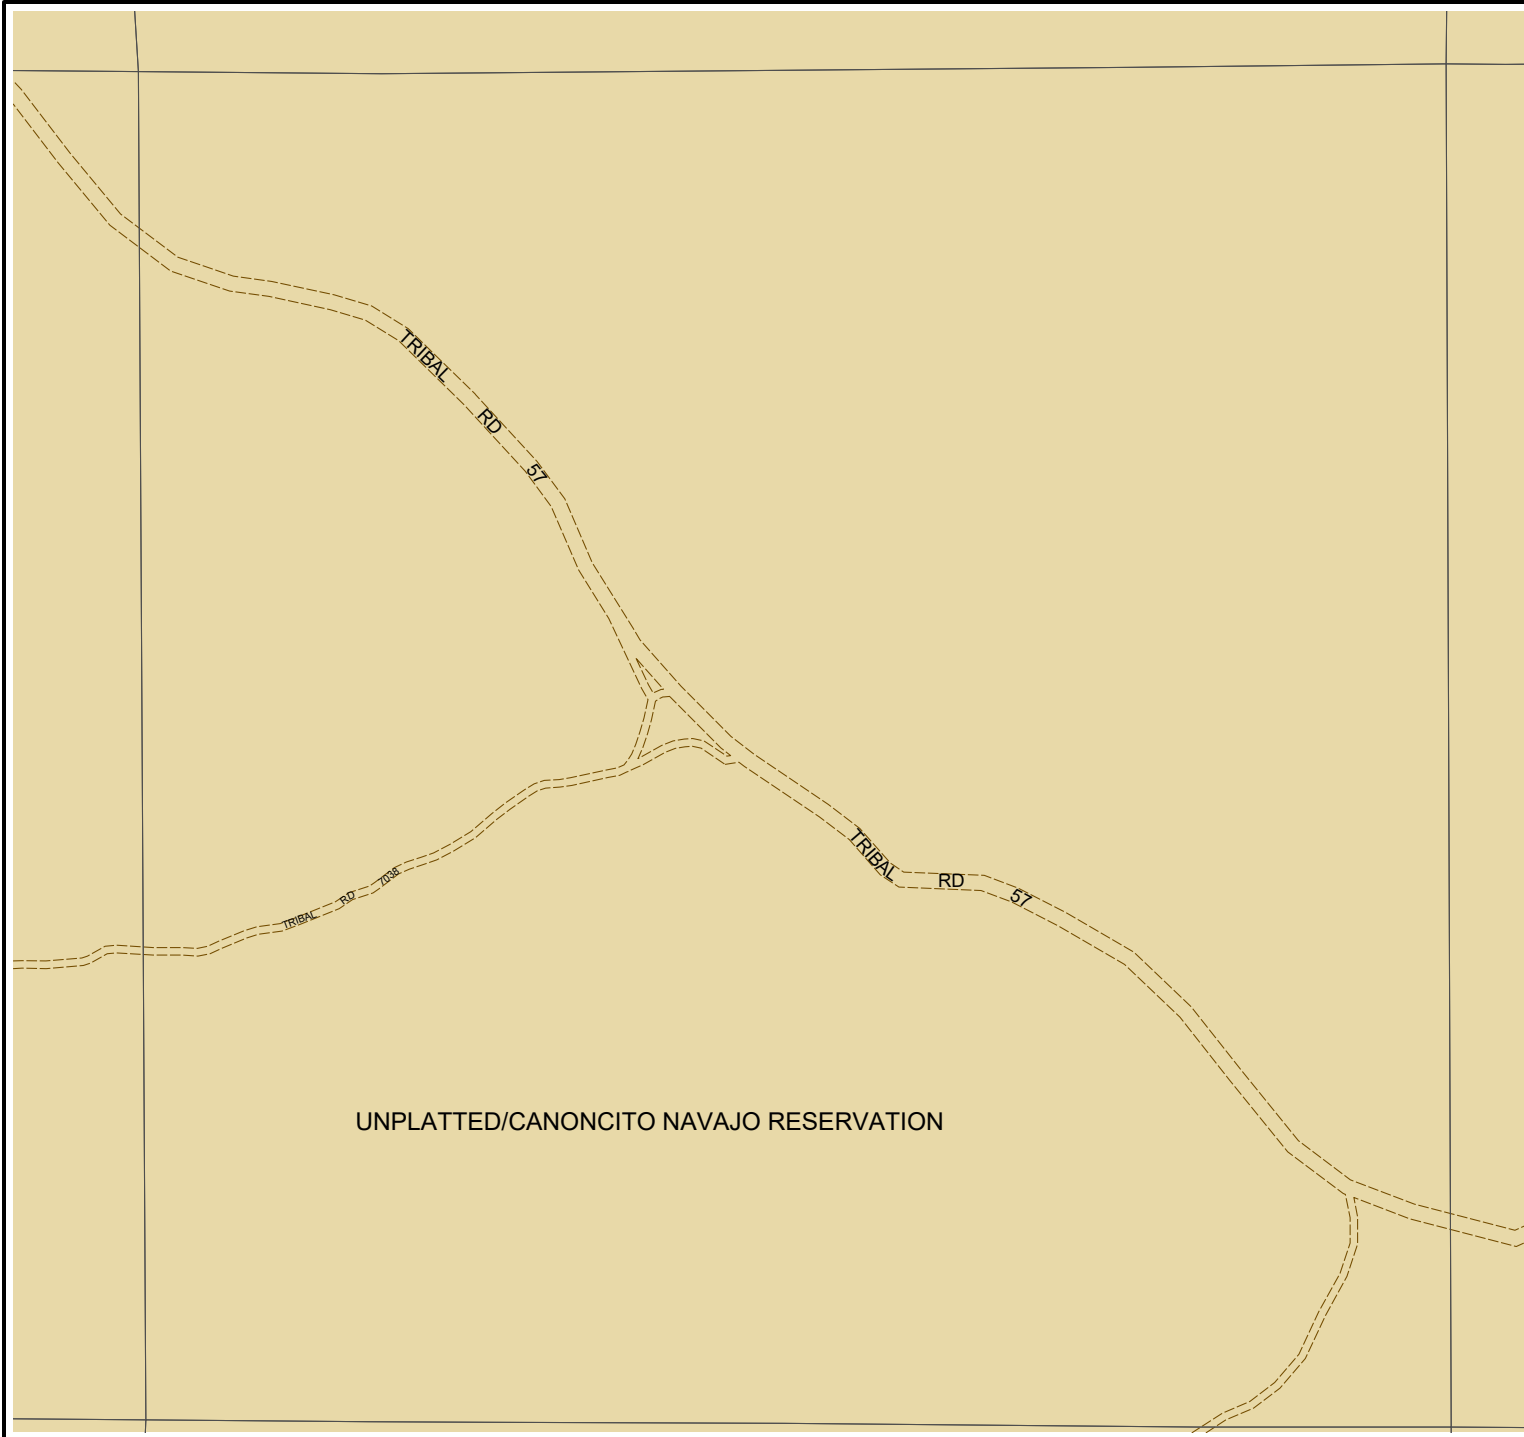 TRIBAL RD 57
TRIBAL RD 57
TRIBAL RD 7038
UNPLATTED/CANONCITO NAVAJO RESERVATION